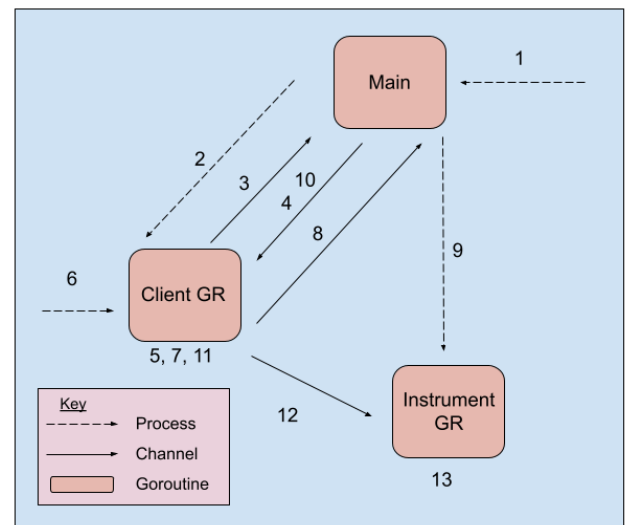 1
Main
2
3
10
4
8
9
6
Client GR
5, 7, 11
12
Instrument
GR
13
Key
Process
Channel
Goroutine